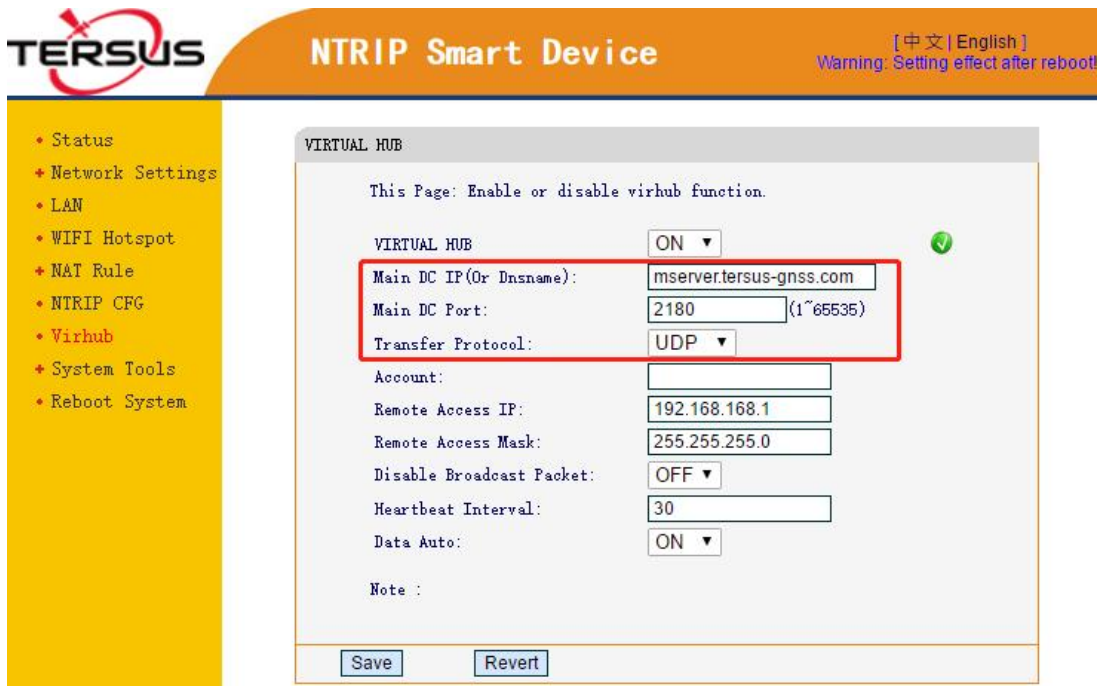 TERSUS
NTRIP Smart Device
[中文| English ]
Warning: Setting effect after reboot!
Status
Network Settings
LAN
WIFI Hotspot
NAT Rule
NTRIP CFG
Virhub
System Tools
Reboot System
VIRTUAL HUB
This Page: Enable or disable virhub function.
VIRTUAL HUB ON
Main DC IP(Or Dnsname): mserver.tersus-gnss.com
Main DC Port: 2180 (1~65535)
Transfer Protocol: UDP
Account:
Remote Access IP: 192.168.168.1
Remote Access Mask: 255.255.255.0
Disable Broadcast Packet: OFF
Heartbeat Interval: 30
Data Auto: ON
Note :
Save Revert